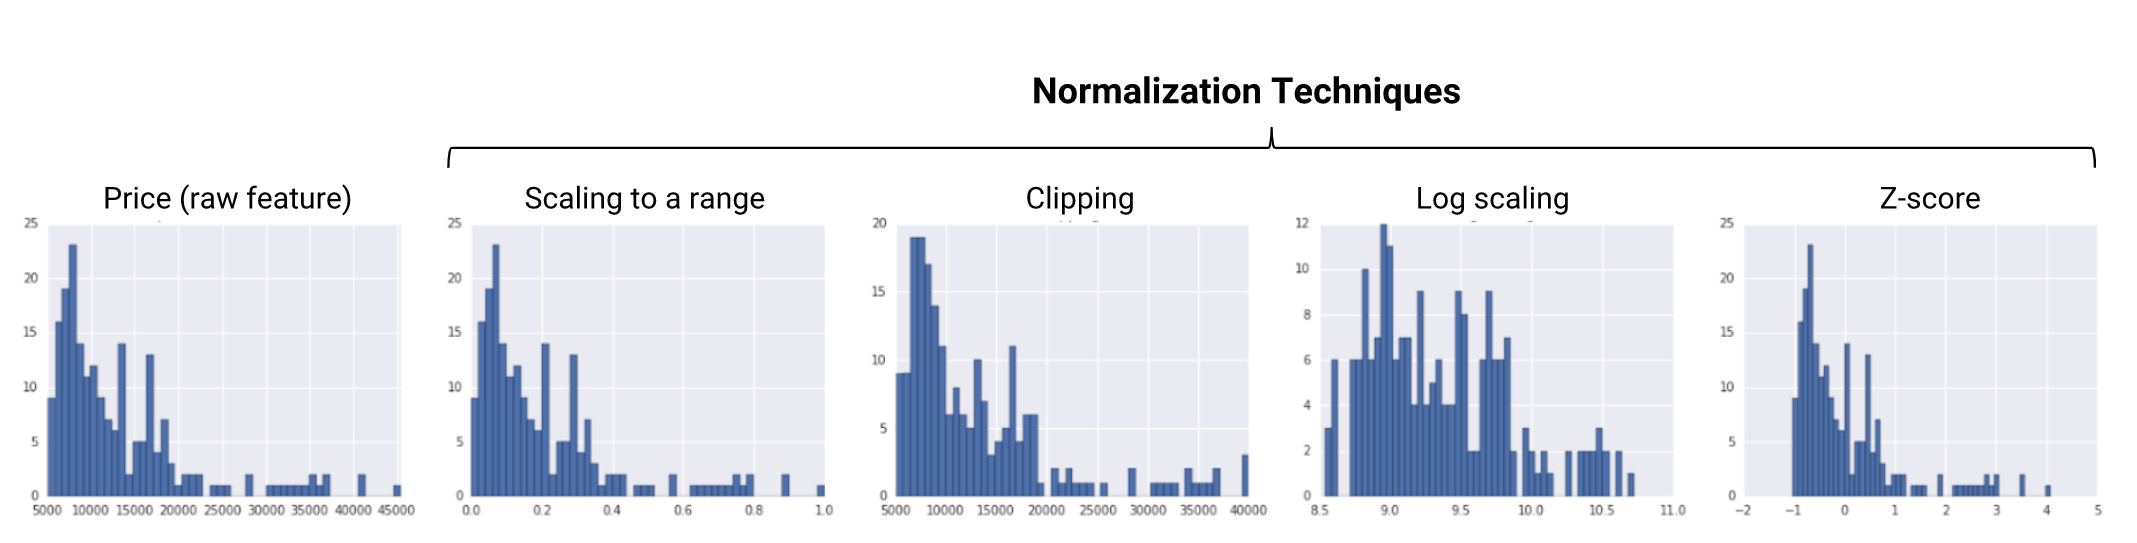 Normalization Techniques
Price (raw feature)
Scaling to a range
Clipping
Log scaling
Z-score
25
20
15
10
5
0
5000 10000 15000 20000 25000 30000 35000 40000 45000
25
20
15
10
5
0
0.0 0.2 0.4 0.6 0.8 1.0
20
15
10
5
0
5000 10000 15000 20000 25000 30000 35000 40000
12
10
8
6
4
2
0
8.5 9.0 9.5 10.0 10.5 11.0
25
20
15
10
5
0
−2 −1 0 1 2 3 4 5